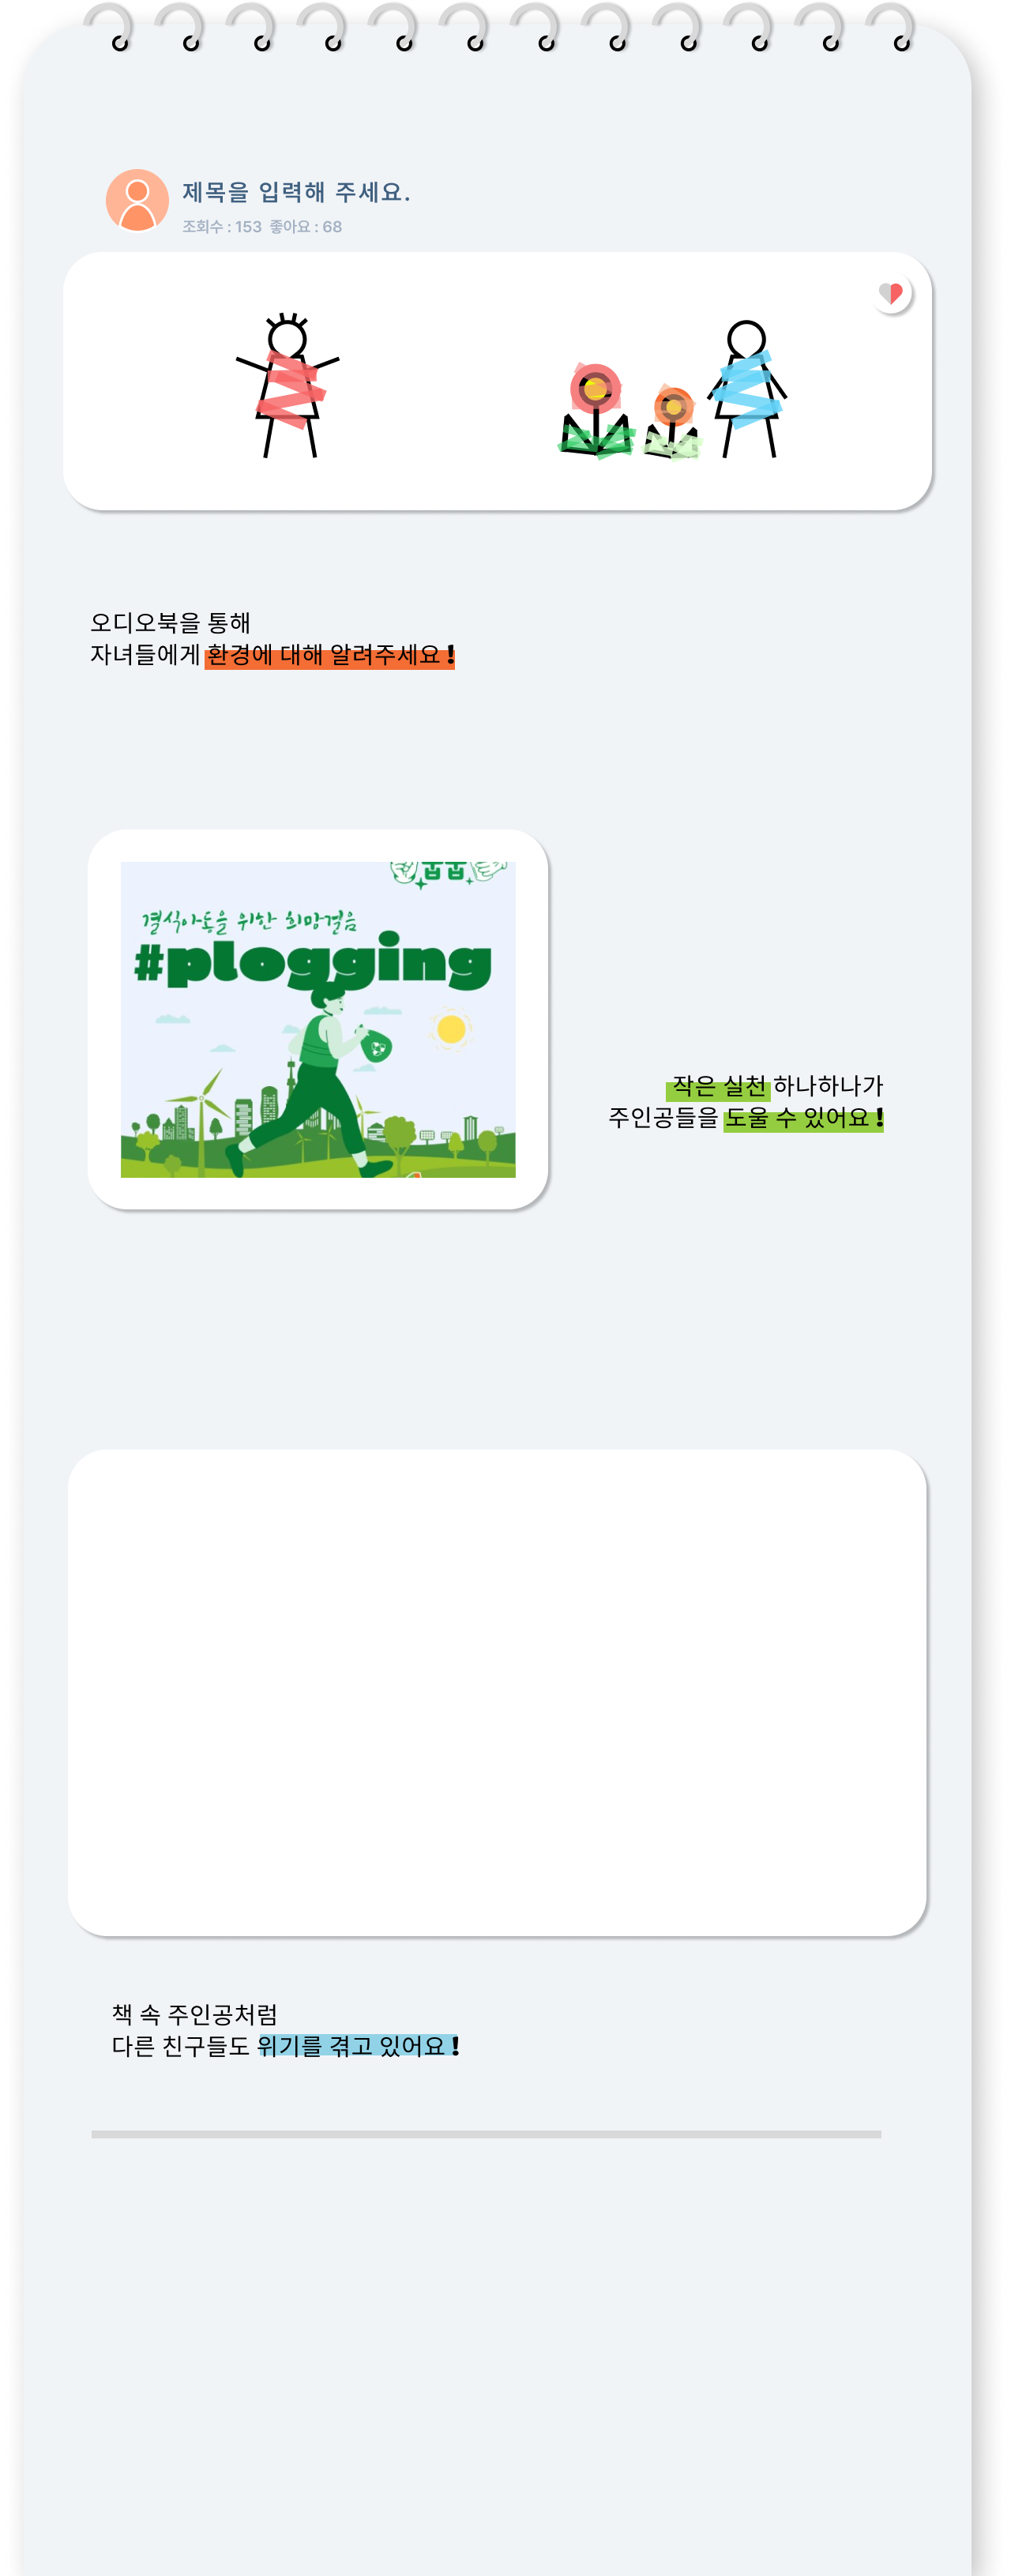 제목을 입력해 주세요.
조회수 : 153 좋아요 : 68
오디오북을 통해
자녀들에게 환경에 대해 알려주세요!
결식아동을 위한 희망걸음
#plogging
작은 실천 하나하나가
주인공들을 도울 수 있어요!
책 속 주인공처럼
다른 친구들도 위기를 겪고 있어요!